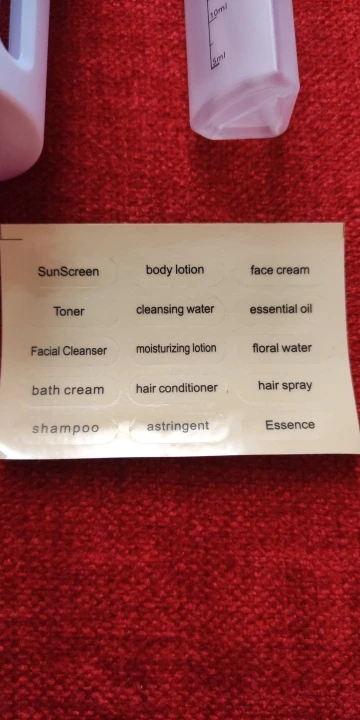 10ml
5ml
SunScreen body lotion face cream
Toner cleansing water essential oil
Facial Cleanser moisturizing lotion floral water
bath cream hair conditioner hair spray
shampoo astringent Essence